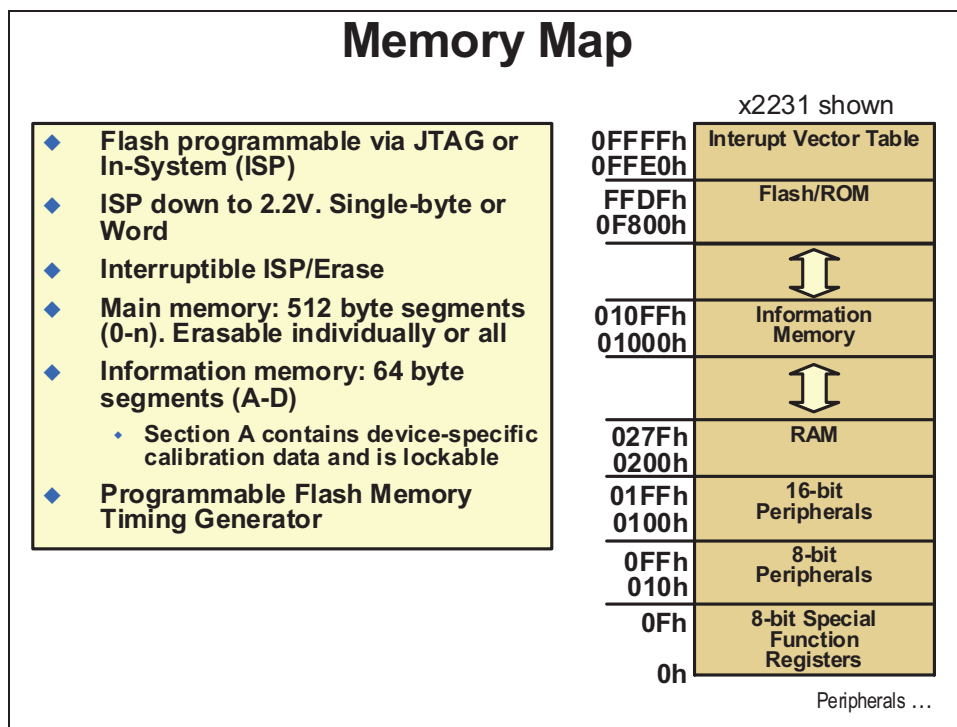 Memory Map
Flash programmable via JTAG or
In-System (ISP)
ISP down to 2.2V. Single-byte or
Word
Interruptible ISP/Erase
Main memory: 512 byte segments
(0-n). Erasable individually or all
Information memory: 64 byte
segments (A-D)
Section A contains device-specific
calibration data and is lockable
Programmable Flash Memory
Timing Generator
x2231 shown
0FFFFh
0FFE0h
Interupt Vector Table
FFDFh
0F800h
Flash/ROM
010FFh
01000h
Information
Memory
027Fh
0200h
RAM
01FFh
0100h
16-bit
Peripherals
0FFh
010h
8-bit
Peripherals
0Fh
0h
8-bit Special
Function
Registers
Peripherals …